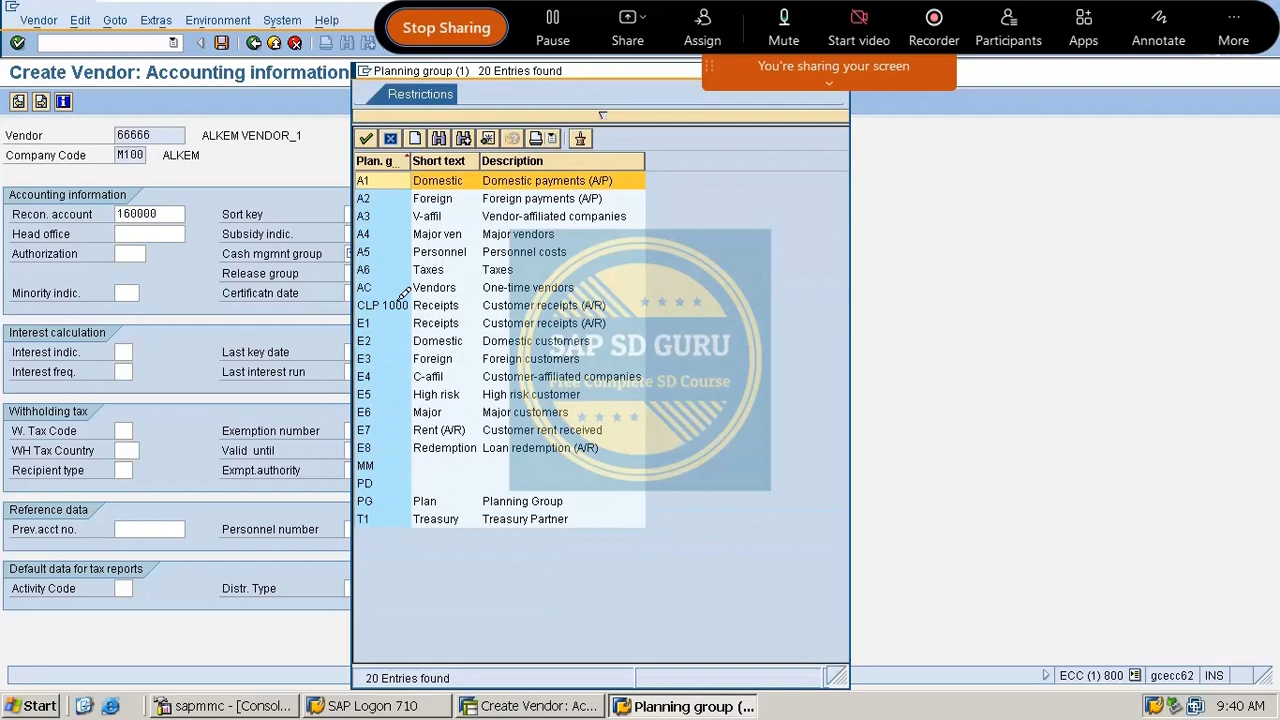 Vendor Edit Goto Extras Environment System Help
Stop Sharing
Pause Share Assign Mute Start video Recorder Participants Apps Annotate More
You're sharing your screen
Create Vendor: Accounting information
Planning group (1) 20 Entries found
Restrictions
Vendor 66666 ALKEM VENDOR_1
Company Code M100 ALKEM
Accounting information
Recon. account 160000 Sort key
Head office Subsidy indic.
Authorization Cash mgmnt group
Release group
Minority indic. Certificatn date
Interest calculation
Interest indic. Last key date
Interest freq. Last interest run
Withholding tax
W. Tax Code Exemption number
WH Tax Country Valid until
Recipient type Exmpt.authority
Reference data
Prev.acct no. Personnel number
Default data for tax reports
Activity Code Distr. Type
Plan. g... Short text Description
A1 Domestic Domestic payments (A/P)
A2 Foreign Foreign payments (A/P)
A3 V-affil Vendor-affiliated companies
A4 Major ven Major vendors
A5 Personnel Personnel costs
A6 Taxes Taxes
AC Vendors One-time vendors
CLP 1000 Receipts Customer receipts (A/R)
E1 Receipts Customer receipts (A/R)
E2 Domestic Domestic customers
E3 Foreign Foreign customers
E4 C-affil Customer-affiliated companies
E5 High risk High risk customer
E6 Major Major customers
E7 Rent (A/R) Customer rent received
E8 Redemption Loan redemption (A/R)
MM
PD
PG Plan Planning Group
T1 Treasury Treasury Partner
SAP SD GURU
Free Complete SD Course
20 Entries found
ECC (1) 800 gcecc62 INS
Start sapmmc - [Consol... SAP Logon 710 Create Vendor: Ac... Planning group (... 9:40 AM